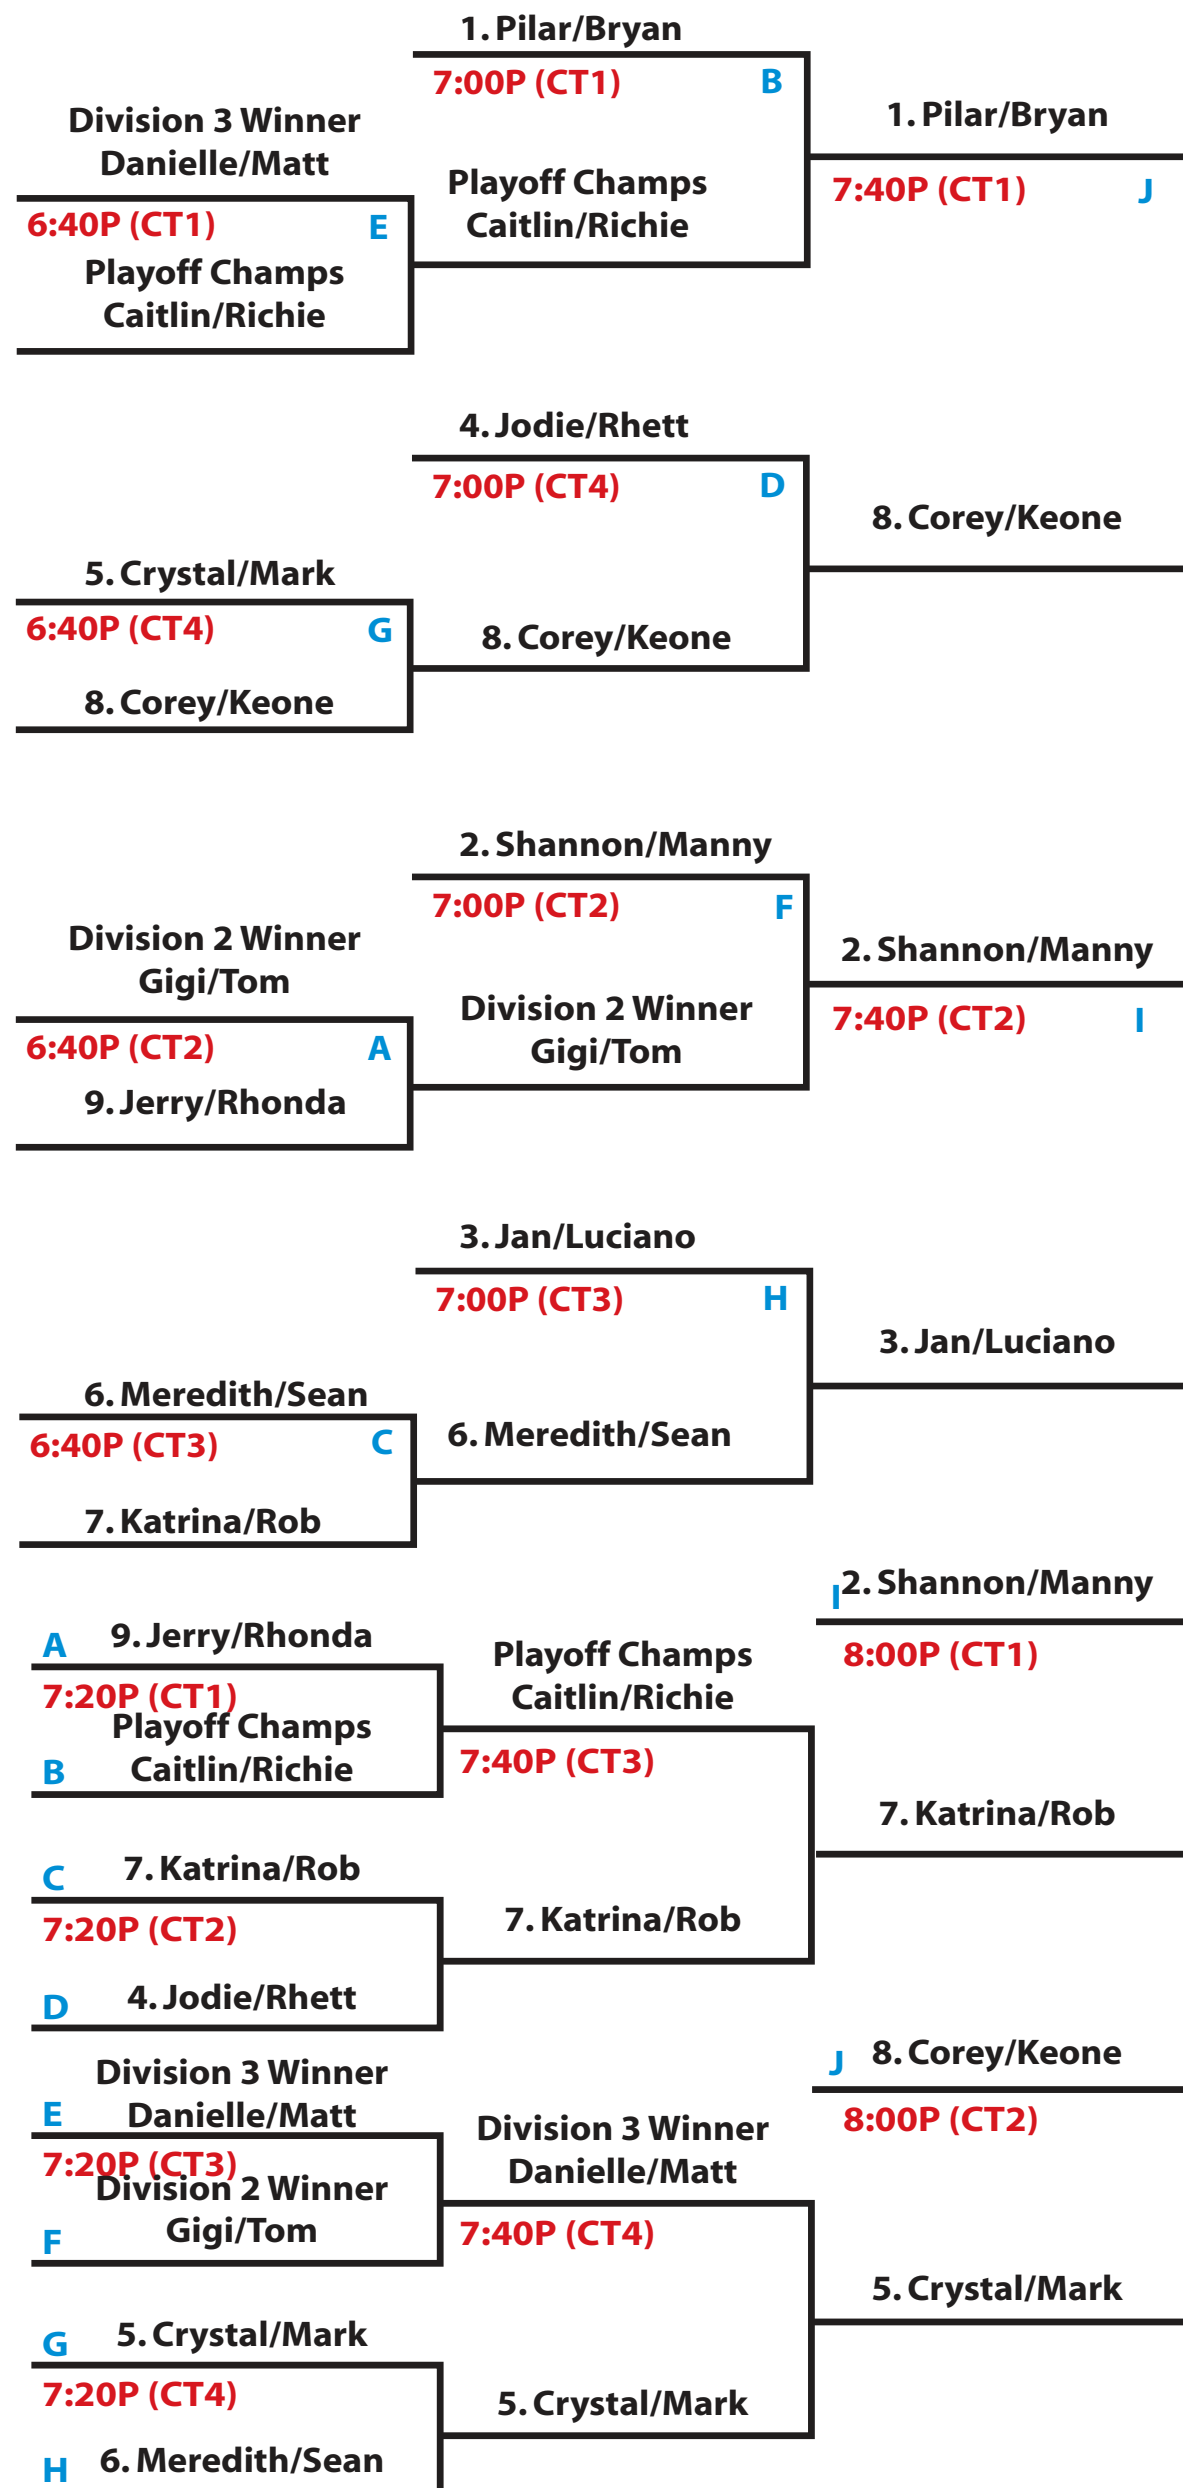 1. Pilar/Bryan
7:00P (CT1) B
Division 3 Winner
Danielle/Matt
1. Pilar/Bryan
7:40P (CT1) J
Playoff Champs
Caitlin/Richie
6:40P (CT1) E
Playoff Champs
Caitlin/Richie
4. Jodie/Rhett
7:00P (CT4) D
8. Corey/Keone
5. Crystal/Mark
6:40P (CT4) G
8. Corey/Keone
8. Corey/Keone
2. Shannon/Manny
7:00P (CT2) F
Division 2 Winner
Gigi/Tom
2. Shannon/Manny
7:40P (CT2) I
Division 2 Winner
Gigi/Tom
6:40P (CT2) A
9. Jerry/Rhonda
3. Jan/Luciano
7:00P (CT3) H
3. Jan/Luciano
6. Meredith/Sean
6:40P (CT3) C
6. Meredith/Sean
7. Katrina/Rob
I 2. Shannon/Manny
8:00P (CT1)
A 9. Jerry/Rhonda
7:20P (CT1)
Playoff Champs
B Caitlin/Richie
Playoff Champs
Caitlin/Richie
7:40P (CT3)
7. Katrina/Rob
C 7. Katrina/Rob
7:20P (CT2)
7. Katrina/Rob
D 4. Jodie/Rhett
J 8. Corey/Keone
8:00P (CT2)
Division 3 Winner
E Danielle/Matt
7:20P (CT3)
Division 2 Winner
F Gigi/Tom
Division 3 Winner
Danielle/Matt
7:40P (CT4)
5. Crystal/Mark
G 5. Crystal/Mark
7:20P (CT4)
5. Crystal/Mark
H 6. Meredith/Sean